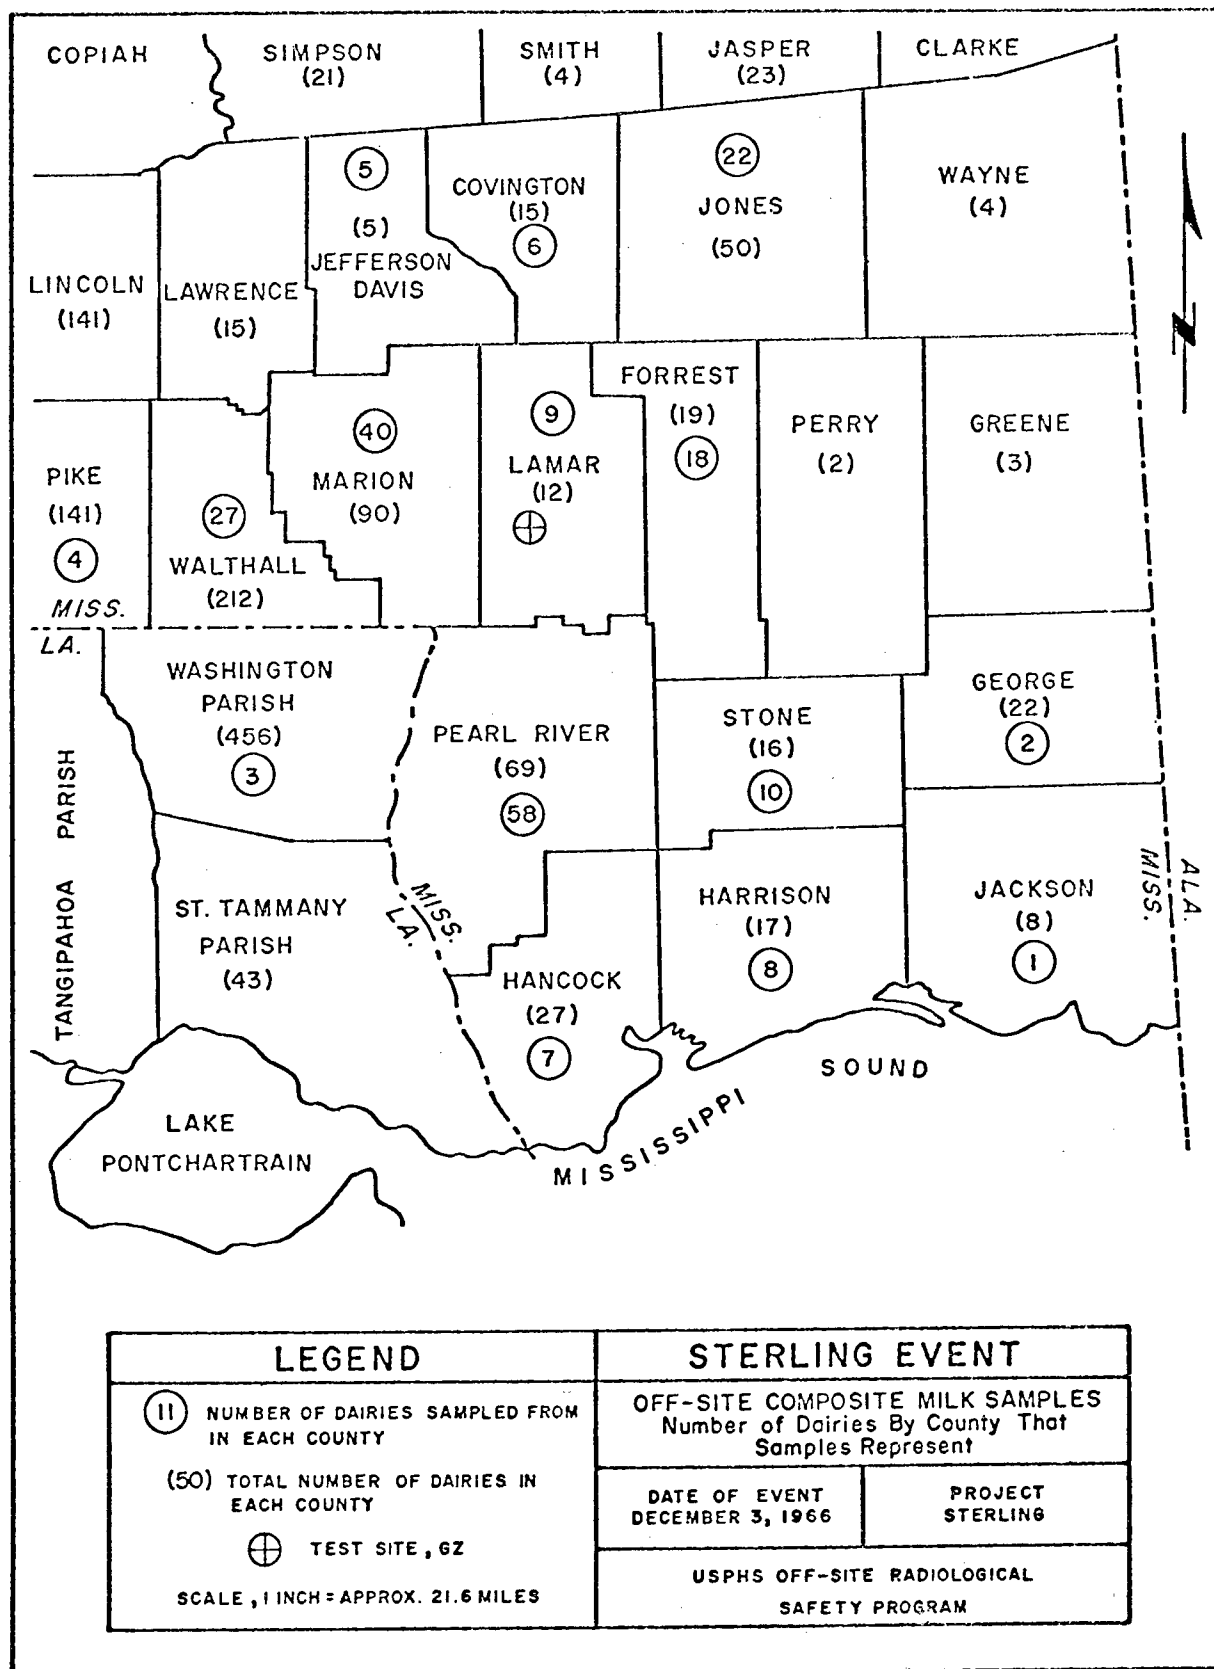 COPIAH
SIMPSON
(21)
SMITH
(4)
JASPER
(23)
CLARKE
5
(5)
JEFFERSON
DAVIS
COVINGTON
(15)
6
22
JONES
(50)
WAYNE
(4)
LINCOLN
(141)
LAWRENCE
(15)
PIKE
(141)
4
MISS.
LA.
27
WALTHALL
(212)
40
MARION
(90)
9
LAMAR
(12)
FORREST
(19)
18
PERRY
(2)
GREENE
(3)
WASHINGTON
PARISH
(456)
3
PEARL RIVER
(69)
58
STONE
(16)
10
GEORGE
(22)
2
TANGIPAHOA PARISH
ST. TAMMANY
PARISH
(43)
MISS.
LA.
HANCOCK
(27)
7
HARRISON
(17)
8
JACKSON
(8)
1
MISS.
ALA.
LAKE
PONTCHARTRAIN
MISSISSIPPI SOUND
LEGEND
11 NUMBER OF DAIRIES SAMPLED FROM
IN EACH COUNTY
(50) TOTAL NUMBER OF DAIRIES IN
EACH COUNTY
TEST SITE, GZ
SCALE, 1 INCH = APPROX. 21.6 MILES
STERLING EVENT
OFF-SITE COMPOSITE MILK SAMPLES
Number of Dairies By County That
Samples Represent
DATE OF EVENT
DECEMBER 3, 1966
PROJECT
STERLING
USPHS OFF-SITE RADIOLOGICAL
SAFETY PROGRAM